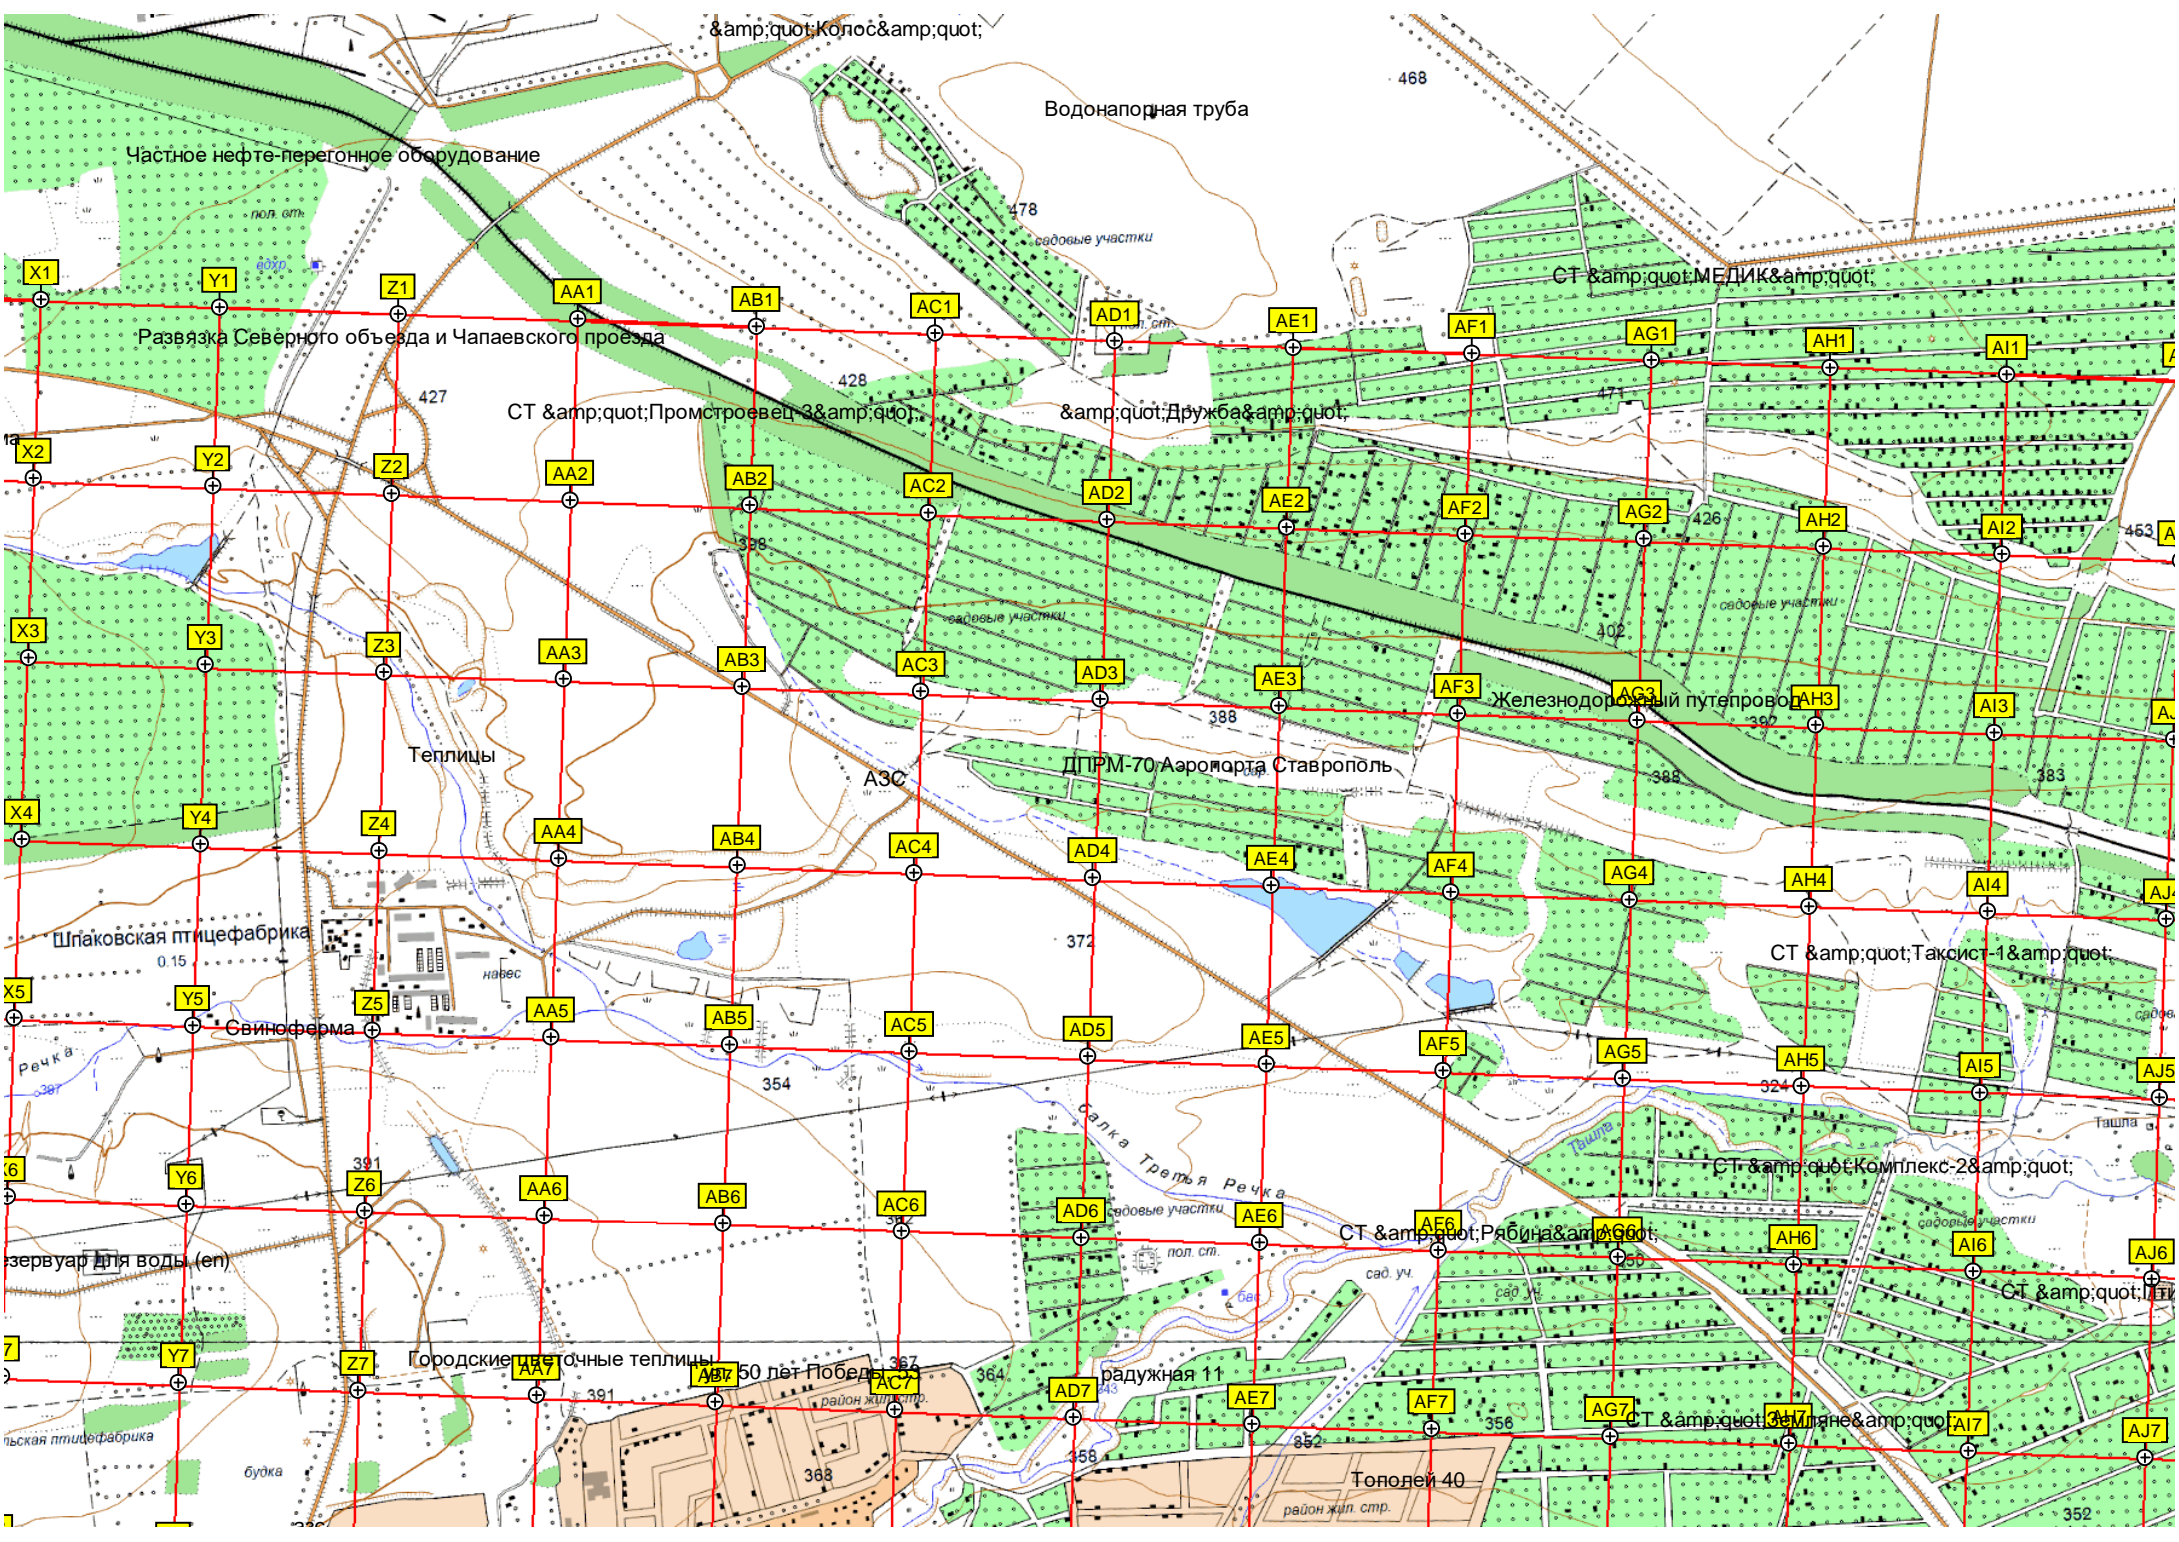 &amp;quot;Колос&amp;quot;
468
Водонапорная труба
Частное нефте-перегонное оборудование
пол. ст.
478
садовые участки
вдхр.
СТ &amp;quot;МЕДИК&amp;quot;
X1
Y1
Z1
AA1
AB1
AC1
AD1
AE1
AF1
AG1
AH1
AI1
Развязка Северного объезда и Чапаевского проезда
427
428
471
СТ &amp;quot;Промстроевец-3&amp;quot;
&amp;quot;Дружба&amp;quot;
X2
Y2
Z2
AA2
AB2
AC2
AD2
AE2
AF2
AG2
426
AH2
AI2
453
398
садовые участки
садовые участки
402
X3
Y3
Z3
AA3
AB3
AC3
AD3
AE3
AF3
AG3
AH3
AI3
Железнодорожный путепровод
388
392
Теплицы
АЗС
ДПРМ-70 Аэропорта Ставрополь
388
383
X4
Y4
Z4
AA4
AB4
AC4
AD4
AE4
AF4
AG4
AH4
AI4
AJ4
Шпаковская птицефабрика
0.15
навес
372
СТ &amp;quot;Таксист-1&amp;quot;
X5
Y5
Z5
AA5
AB5
AC5
AD5
AE5
AF5
AG5
AH5
AI5
AJ5
Свиноферма
Речка
354
324
Балка Третья Речка
Ташла
Ташла
СТ &amp;quot;Комплекс-2&amp;quot;
391
Y6
Z6
AA6
AB6
AC6
AD6
AE6
AF6
AG6
AH6
AI6
AJ6
садовые участки
садовые участки
СТ &amp;quot;Рябина&amp;quot;
пол. ст.
сад. уч.
сад. уч.
бас.
Y7
Z7
AA7
AB7
AC7
AD7
AE7
AF7
AG7
AH7
AI7
AJ7
Городские цветочные теплицы
391
367
364
радужная 11
район жил. стр.
356
СТ &amp;quot;Земляне&amp;quot;
352
358
368
будка
Тополей 40
район жил. стр.
352